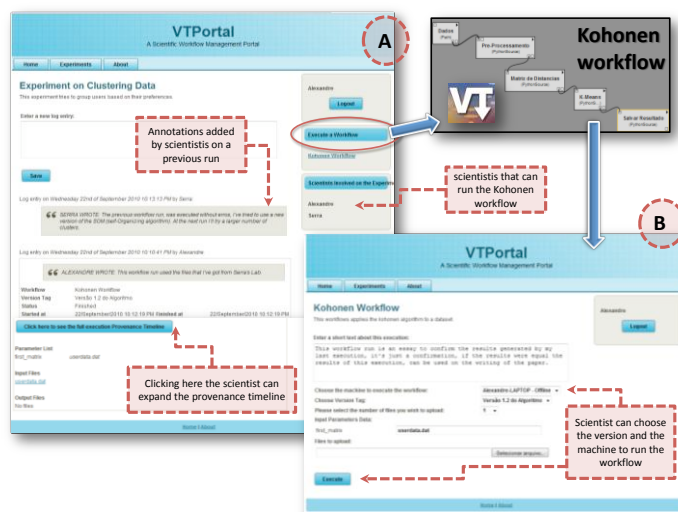 VTPortal
A Scientific Workflow Management Portal
A
Home Experiments About
Experiment on Clustering Data
This experiment tries to group users based on their preferences.
Enter a new log entry:
Save
Annotations added
by scientistis on a
previous run
Alexandre
Logout
Execute a Workflow
Kohonen Workflow
Scientists Involved on the Experim
Alexandre
Serra
scientistis that can
run the Kohonen
workflow
Log entry on Wednesday 22nd of September 2010 10:13:13 PM by Serra
SERRA WROTE: The previous workflow run, was executed without erros, I've tried to use a new
version of the SOM (self-Organizing algorithm). At the next run I'll try a larger number of
clusters.
Log entry on Wednesday 22nd of September 2010 10:10:41 PM by Alexandre
ALEXANDRE WROTE: This workflow run used the files that I've got from Serra's Lab.
Workflow Kohonen Workflow
Version Tag Versão 1.2 do Algoritmo
Status Finished
Started at 22/September/2010 10:12:19 PM Finished at 22/September/2010 10:12:19 PM
Click here to see the full execution Provenance Timeline
Parameter List
first_matrix userdata.dat
Input Files
userdata.dat
Output Files
No files
Clicking here the scientist can
expand the provenance timeline
Home | About
Kohonen
workflow
Dados
Pre-Processamento
(PythonSource)
Matriz de Distancias
(PythonSource)
K-Means
Salvar Resultado
(PythonSource)
VT
B
VTPortal
A Scientific Workflow Management Portal
Home Experiments About
Kohonen Workflow
This workflows applies the kohonen algorithm to a dataset.
Alexandre
Logout
Enter a short text about this execution:
This workflow run is an essay to confirm the results generated by my
last execution, it's just a confirmation, if the results were equal the
results of this execution, can be used on the writing of the paper.
Choose the machine to execute the workflow: Alexandre-LAPTOP - Offline
Choose Version Tag: Versão 1.2 do Algoritmo
Please select the number of files you wish to upload: 1
Input Parameters Data:
first_matrix userdata.dat
Files to upload:
Selecionar arquivo...
Execute
Scientist can choose
the version and the
machine to run the
workflow
Home | About